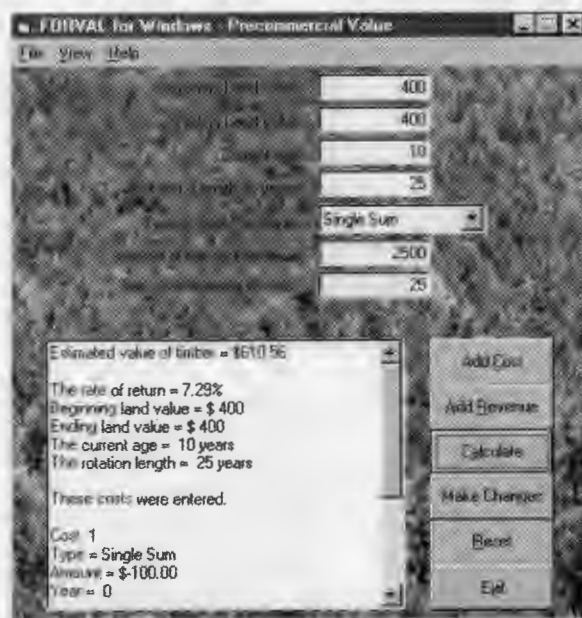 FORVAL for Windows - Precommercial Value
File View Help
400
400
10
25
Single Sum
2500
25
Estimated value of timber = $610.56
The rate of return = 7.29%
Beginning land value = $ 400
Ending land value = $ 400
The current age = 10 years
The rotation length = 25 years
These costs were entered.
Cost 1
Type = Single Sum
Amount = $-100.00
Year = 0
Add Cost
Add Revenue
Calculate
Make Changes
Reset
Exit